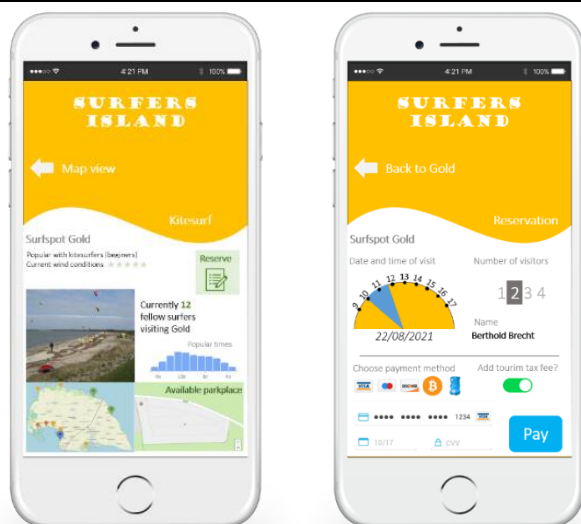 4:21 PM
100%
SURFERS
ISLAND
Map view
Kitesurf
Surfspot Gold
Popular with kitesurfers (begners)
Current wind conditions
Reserve
Currently 12
fellow surfers
visiting Gold
Popular times
Available parkplace
4:21 PM
100%
SURFERS
ISLAND
Back to Gold
Reservation
Surfspot Gold
Date and time of visit
Number of visitors
9 10 11 12 13 14 15 16 17
1 2 3 4
22/08/2021
Name
Berthold Brecht
Choose payment method
Add tourim tax fee?
VISA
1234
10/17
CVV
Pay